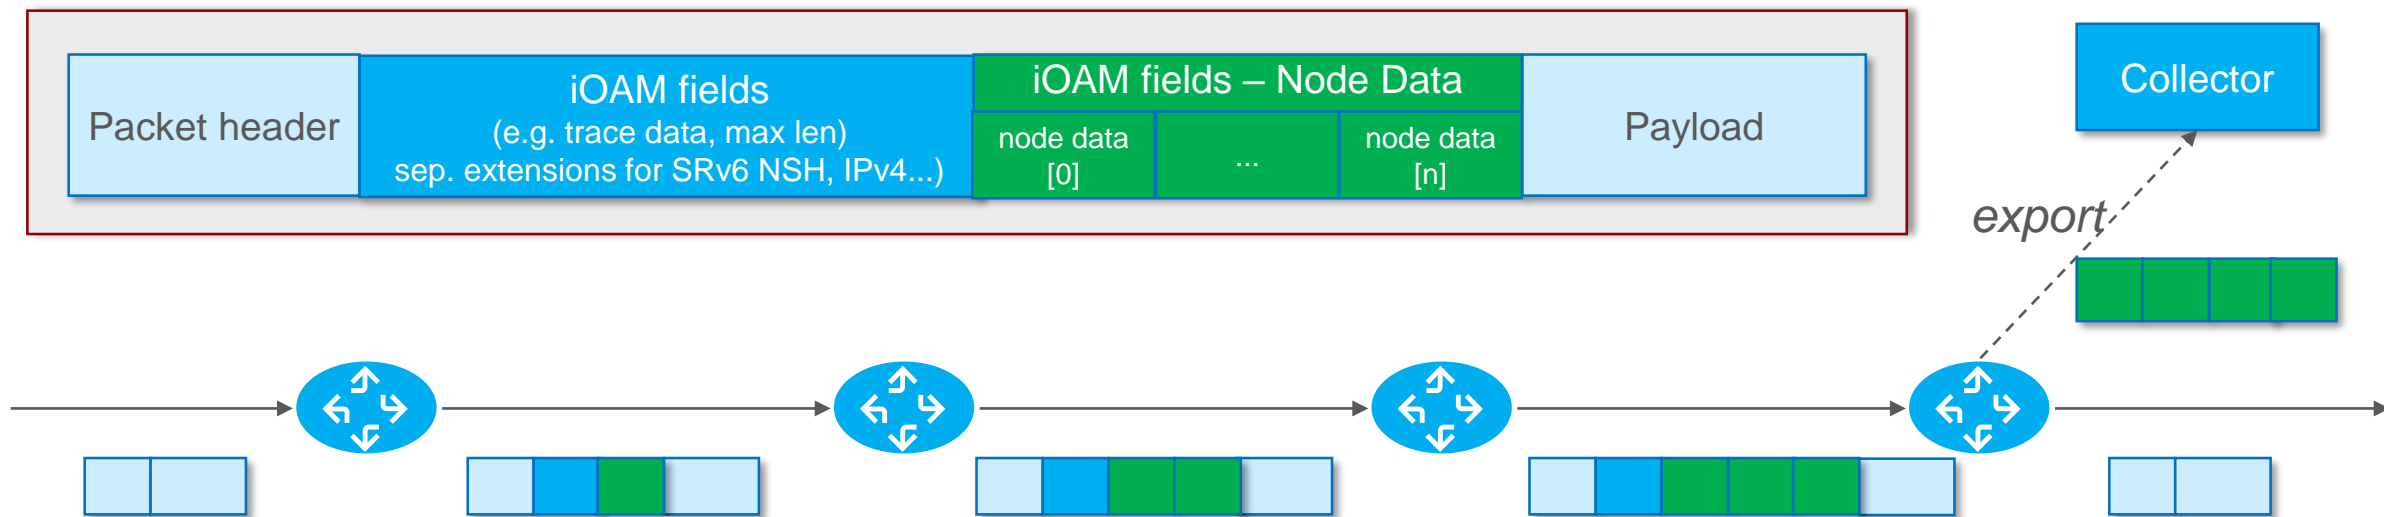 Packet header
iOAM fields
(e.g. trace data, max len)
sep. extensions for SRv6 NSH, IPv4...)
iOAM fields – Node Data
node data
[0]
...
node data
[n]
Payload
Collector
export